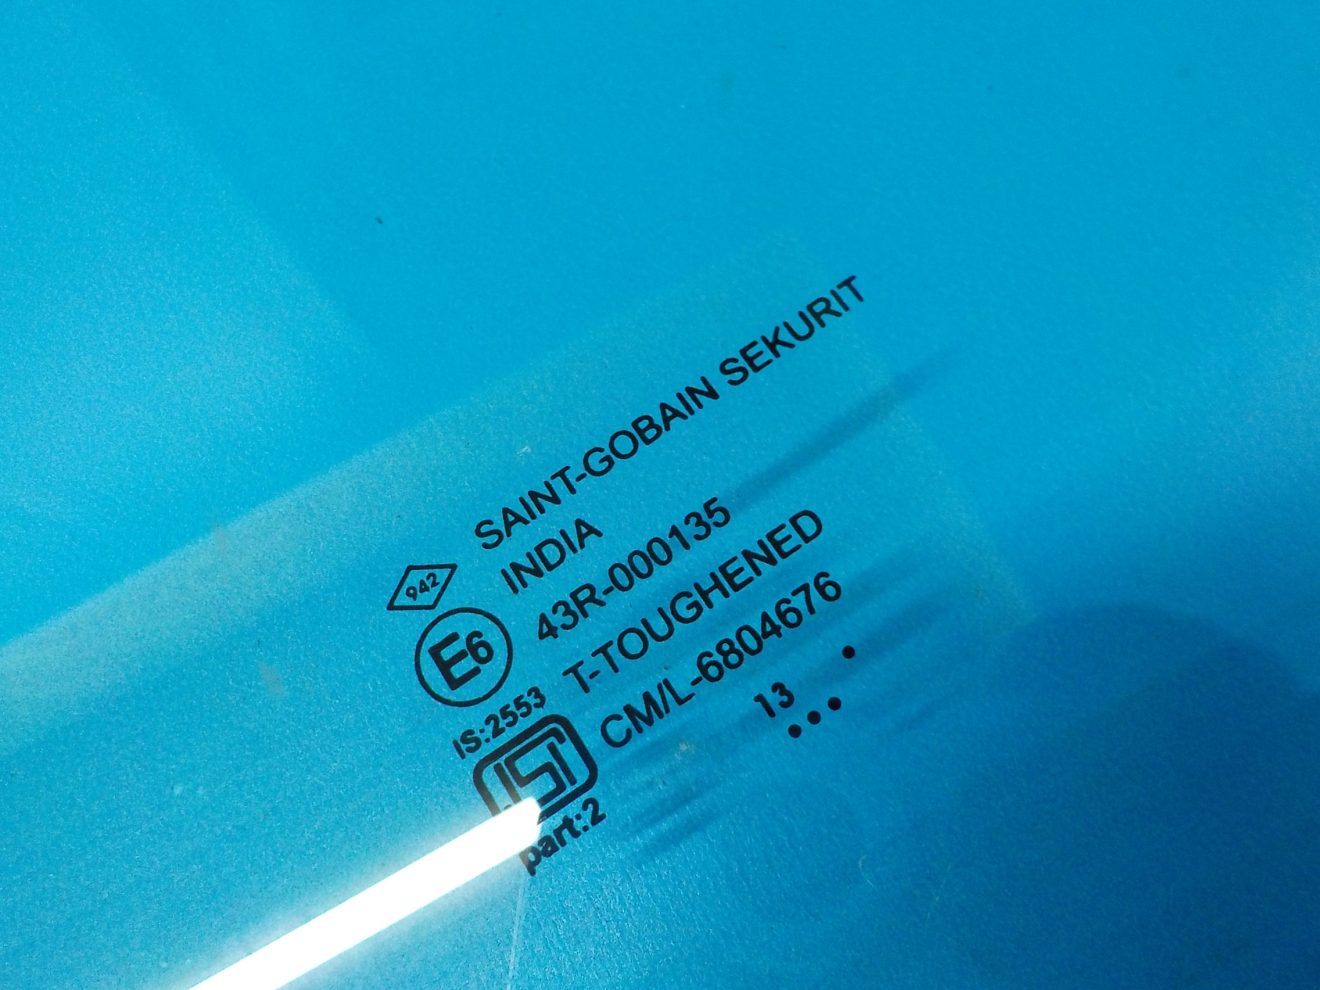 SAINT-GOBAIN SEKURIT
INDIA
942
E6
43R-000135
T-TOUGHENED
IS:2553
ISI
CM/L-6804676
part:2
13